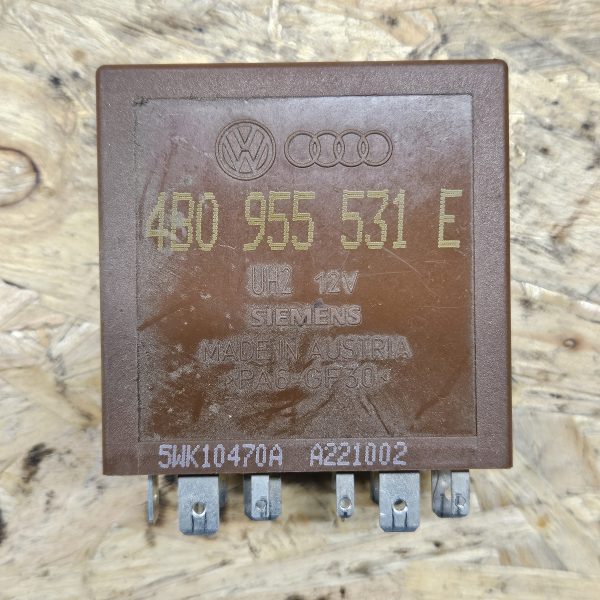 4B0 955 531 E
UH2 12V
SIEMENS
MADE IN AUSTRIA
>PA6-GF30<
5WK10470A A221002